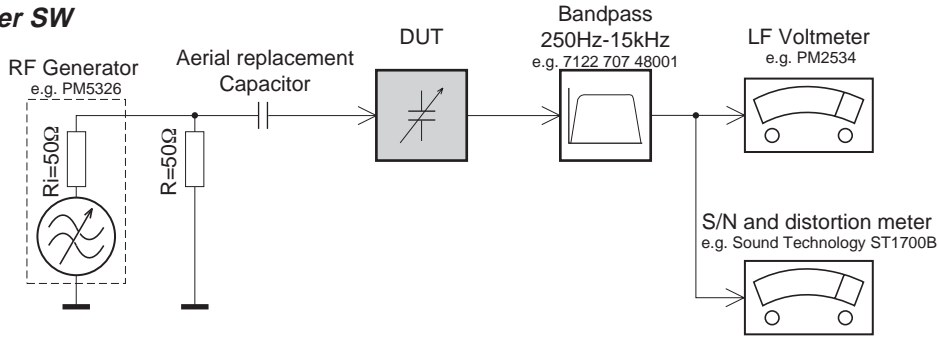 SW
RF Generator
e.g. PM5326
Ri=50Ω
R=50Ω
Aerial replacement
Capacitor
DUT
Bandpass
250Hz-15kHz
e.g. 7122 707 48001
LF Voltmeter
e.g. PM2534
S/N and distortion meter
e.g. Sound Technology ST1700B